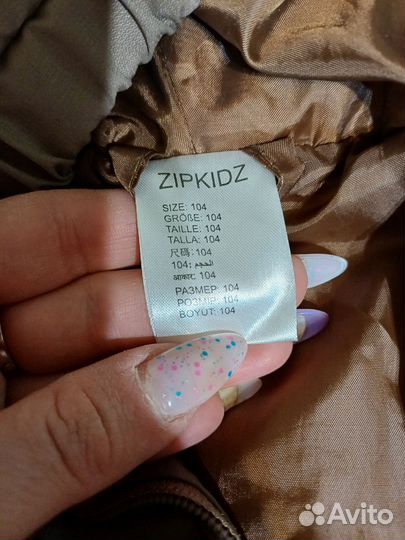 ZIPKIDZ
SIZE: 104
GRÖßE: 104
TAILLE: 104
TALLA: 104
尺碼: 104
الحجم: 104
आकार: 104
РАЗМЕР: 104
РОЗМІР: 104
BOYUT: 104
Avito